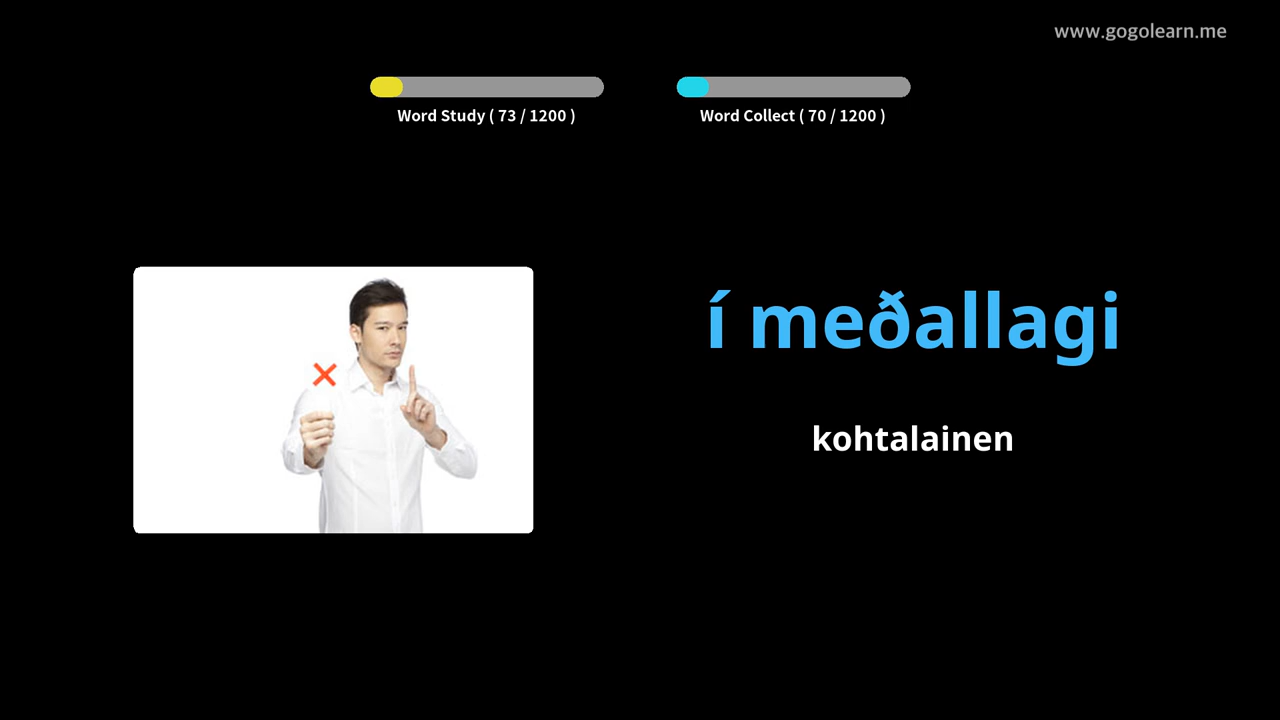 www.gogolearn.me
Word Study ( 73 / 1200 )
Word Collect ( 70 / 1200 )
í meðallagi
kohtalainen